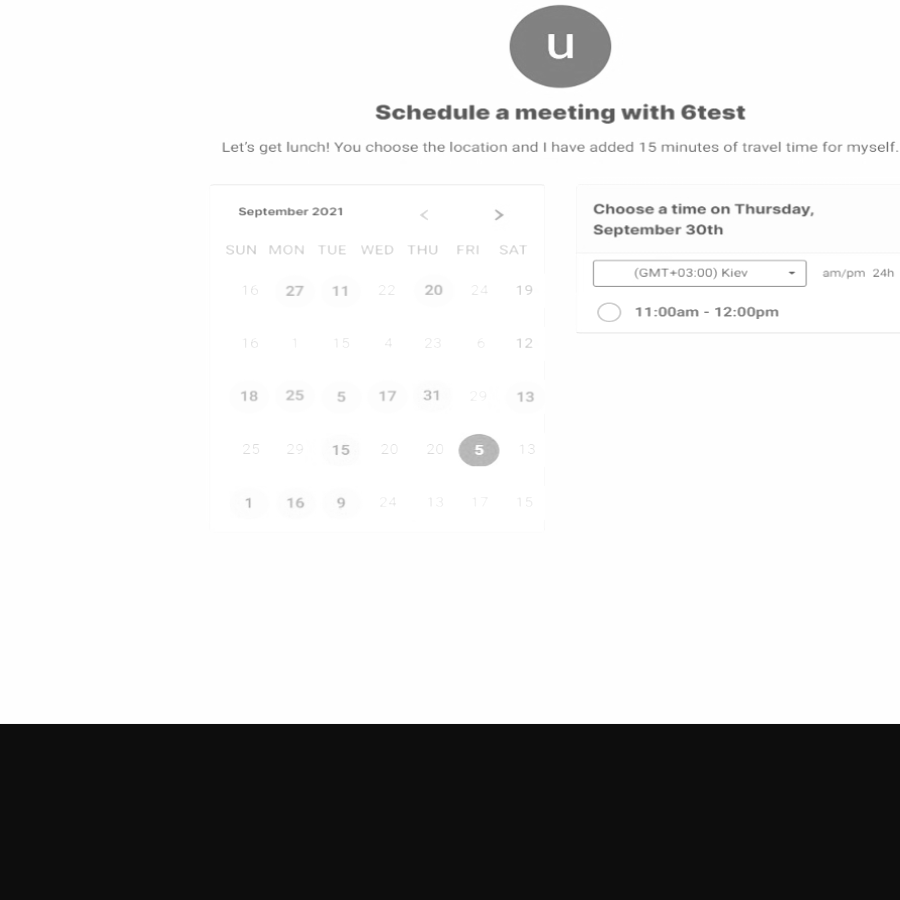 u
Schedule a meeting with 6test
Let's get lunch! You choose the location and I have added 15 minutes of travel time for myself.
September 2021 < >
SUN MON TUE WED THU FRI SAT
16 27 11 22 20 24 19
16 1 15 4 23 6 12
18 25 5 17 31 29 13
25 29 15 20 20 5 13
1 16 9 24 13 17 15
Choose a time on Thursday,
September 30th
(GMT+03:00) Kiev am/pm 24h
11:00am - 12:00pm